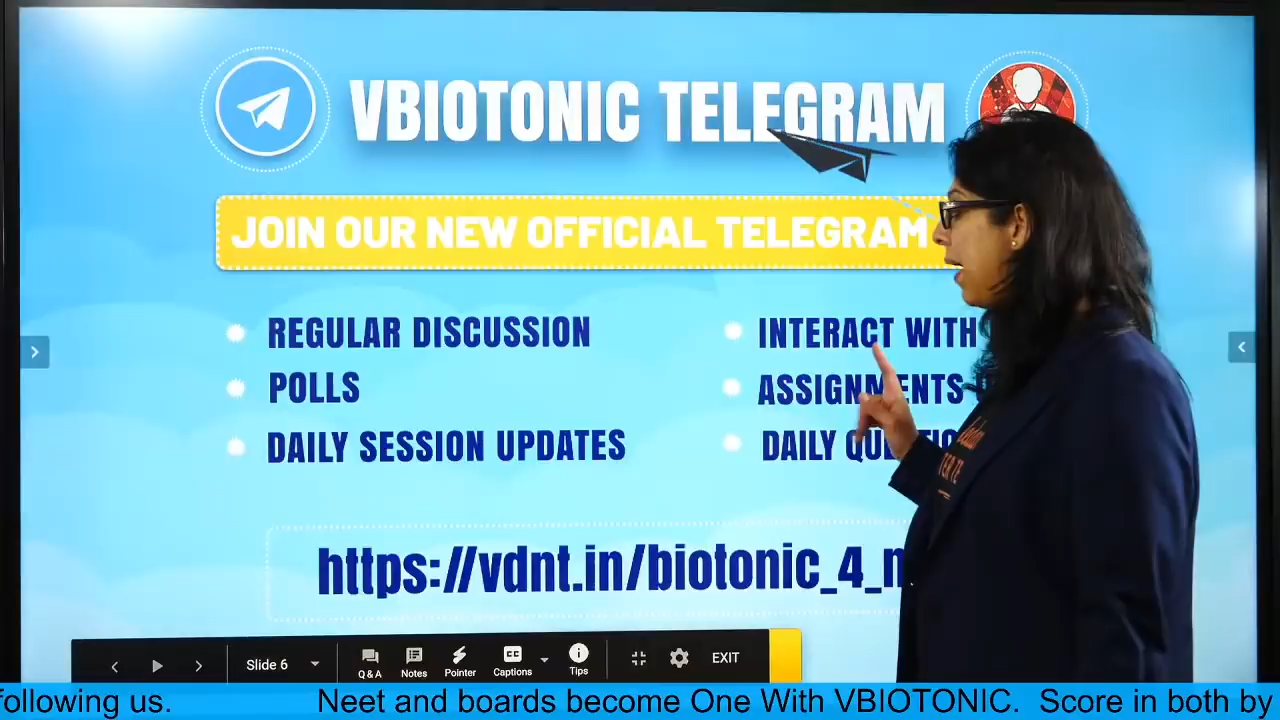 VBIOTONIC TELEGRAM
JOIN OUR NEW OFFICIAL TELEGRAM
REGULAR DISCUSSION
POLLS
DAILY SESSION UPDATES
INTERACT WITH
ASSIGNMENTS
DAILY
https://vdnt.in/biotonic_4_n
Slide 6
Q & A
Notes
Pointer
CC
Captions
Tips
EXIT
following us. Neet and boards become One With VBIOTONIC. Score in both by